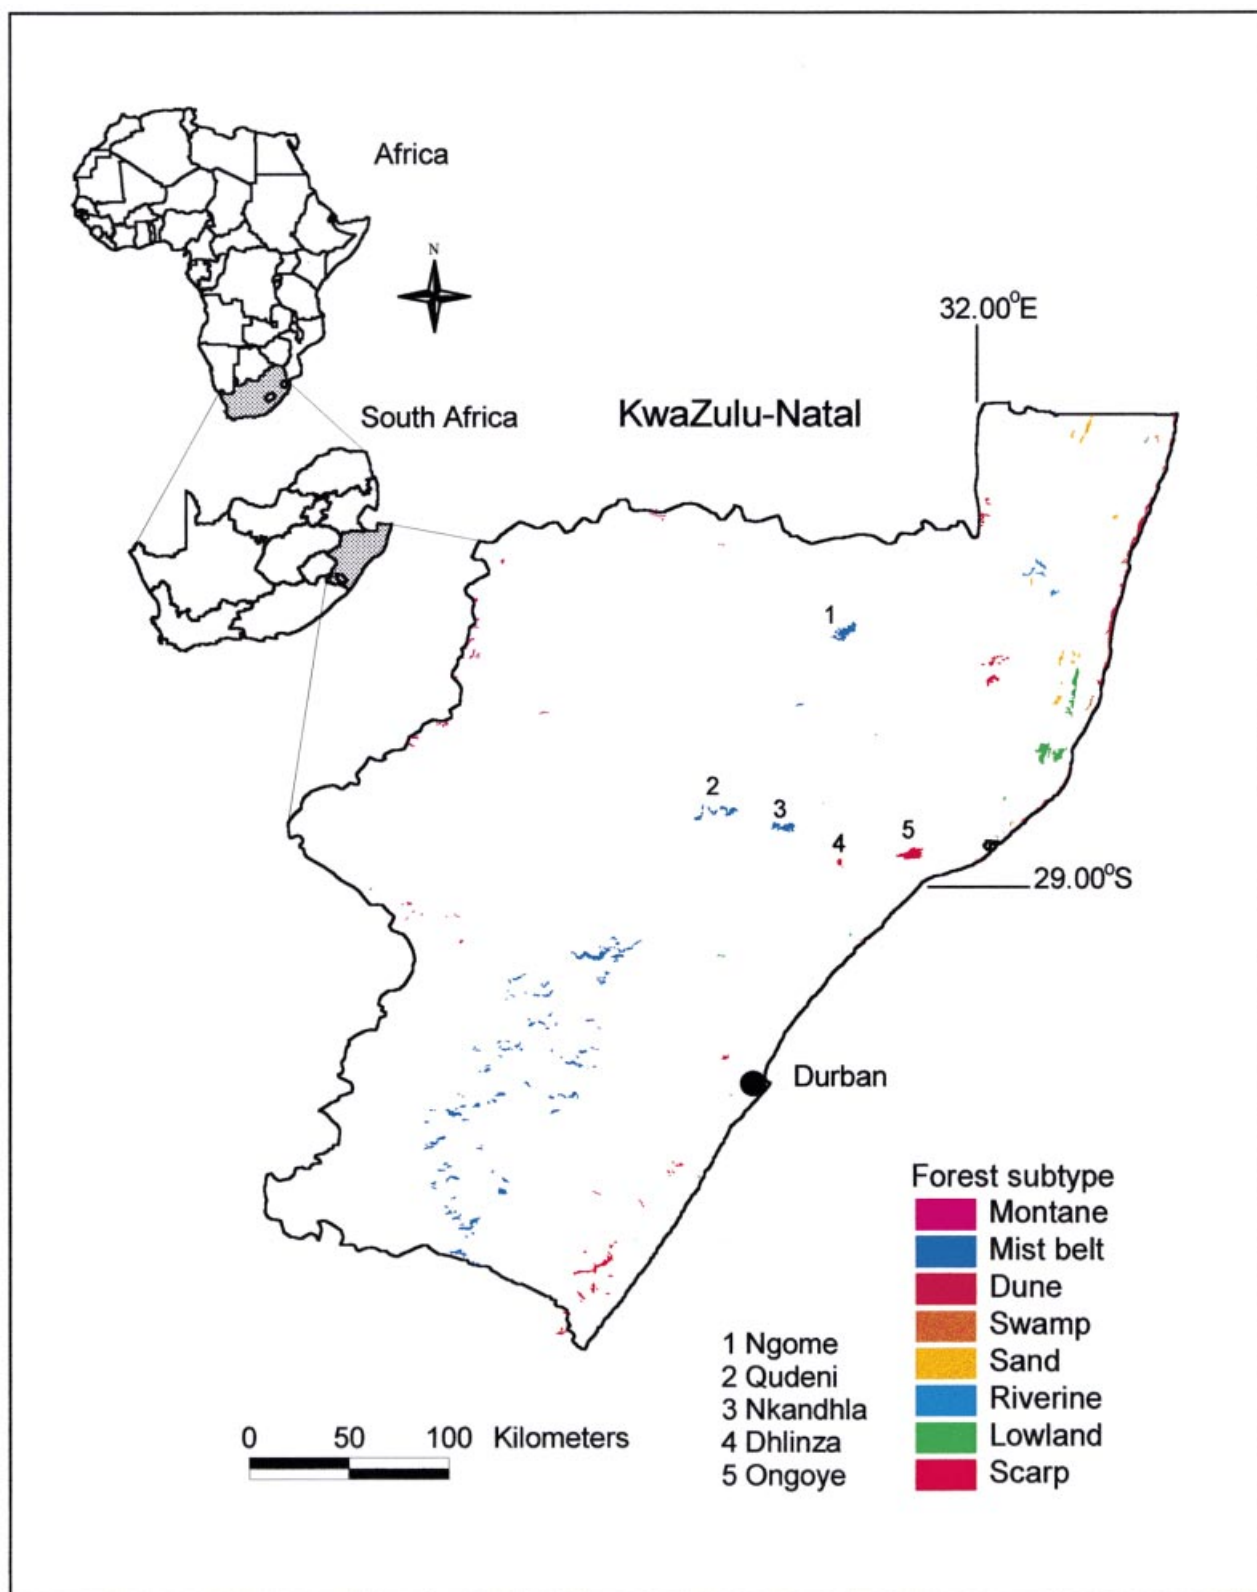 Africa
N
32.00°E
South Africa
KwaZulu-Natal
1
2
3
4
5
29.00°S
Durban
Forest subtype
Montane
Mist belt
Dune
Swamp
Sand
Riverine
Lowland
Scarp
1 Ngome
2 Qudeni
3 Nkandhla
4 Dhlinza
5 Ongoye
0 50 100 Kilometers